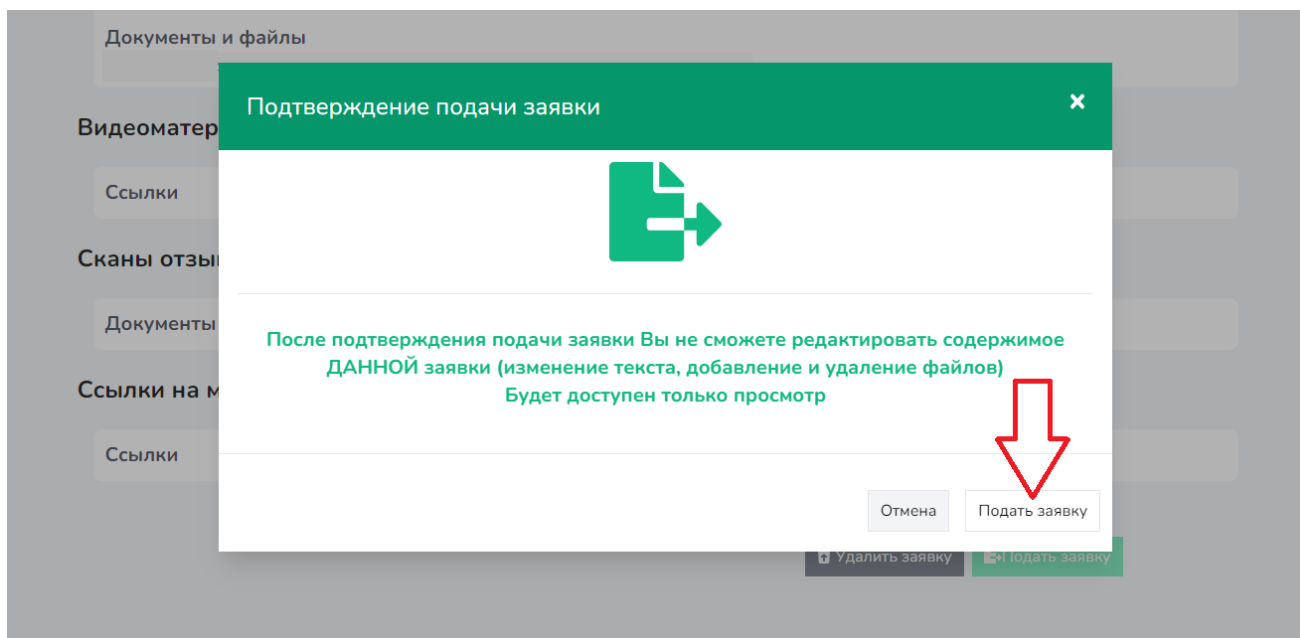 Документы и файлы
Подтверждение подачи заявки
Ссылки
Сканы
Документы
После подтверждения подачи заявки Вы не сможете редактировать содержимое
ДАННОЙ заявки (изменение текста, добавление и удаление файлов)
Будет доступен только просмотр
Ссылки на
Ссылки
Отмена
Подать заявку
Удалить заявку
Подать заявку